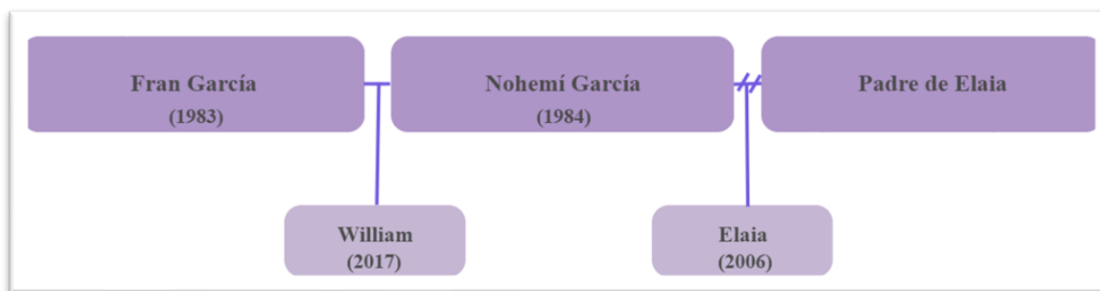 Fran García
(1983)
Nohemí García
(1984)
Padre de Elaia
William
(2017)
Elaia
(2006)